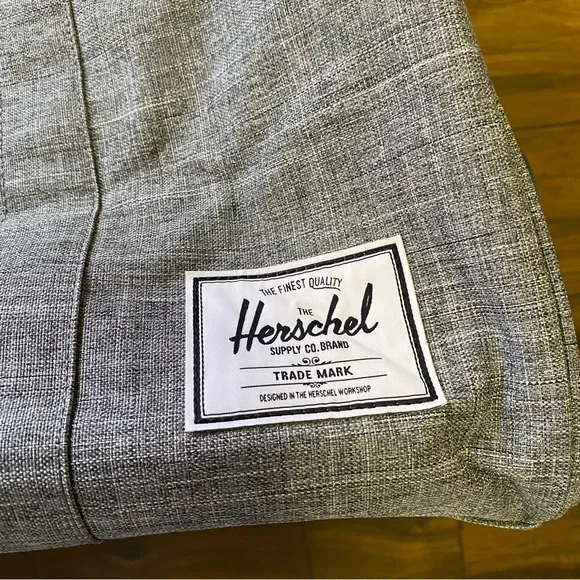 THE FINEST QUALITY
THE
Herschel
SUPPLY CO. BRAND
TRADE MARK
DESIGNED IN THE HERSCHEL WORKSHOP